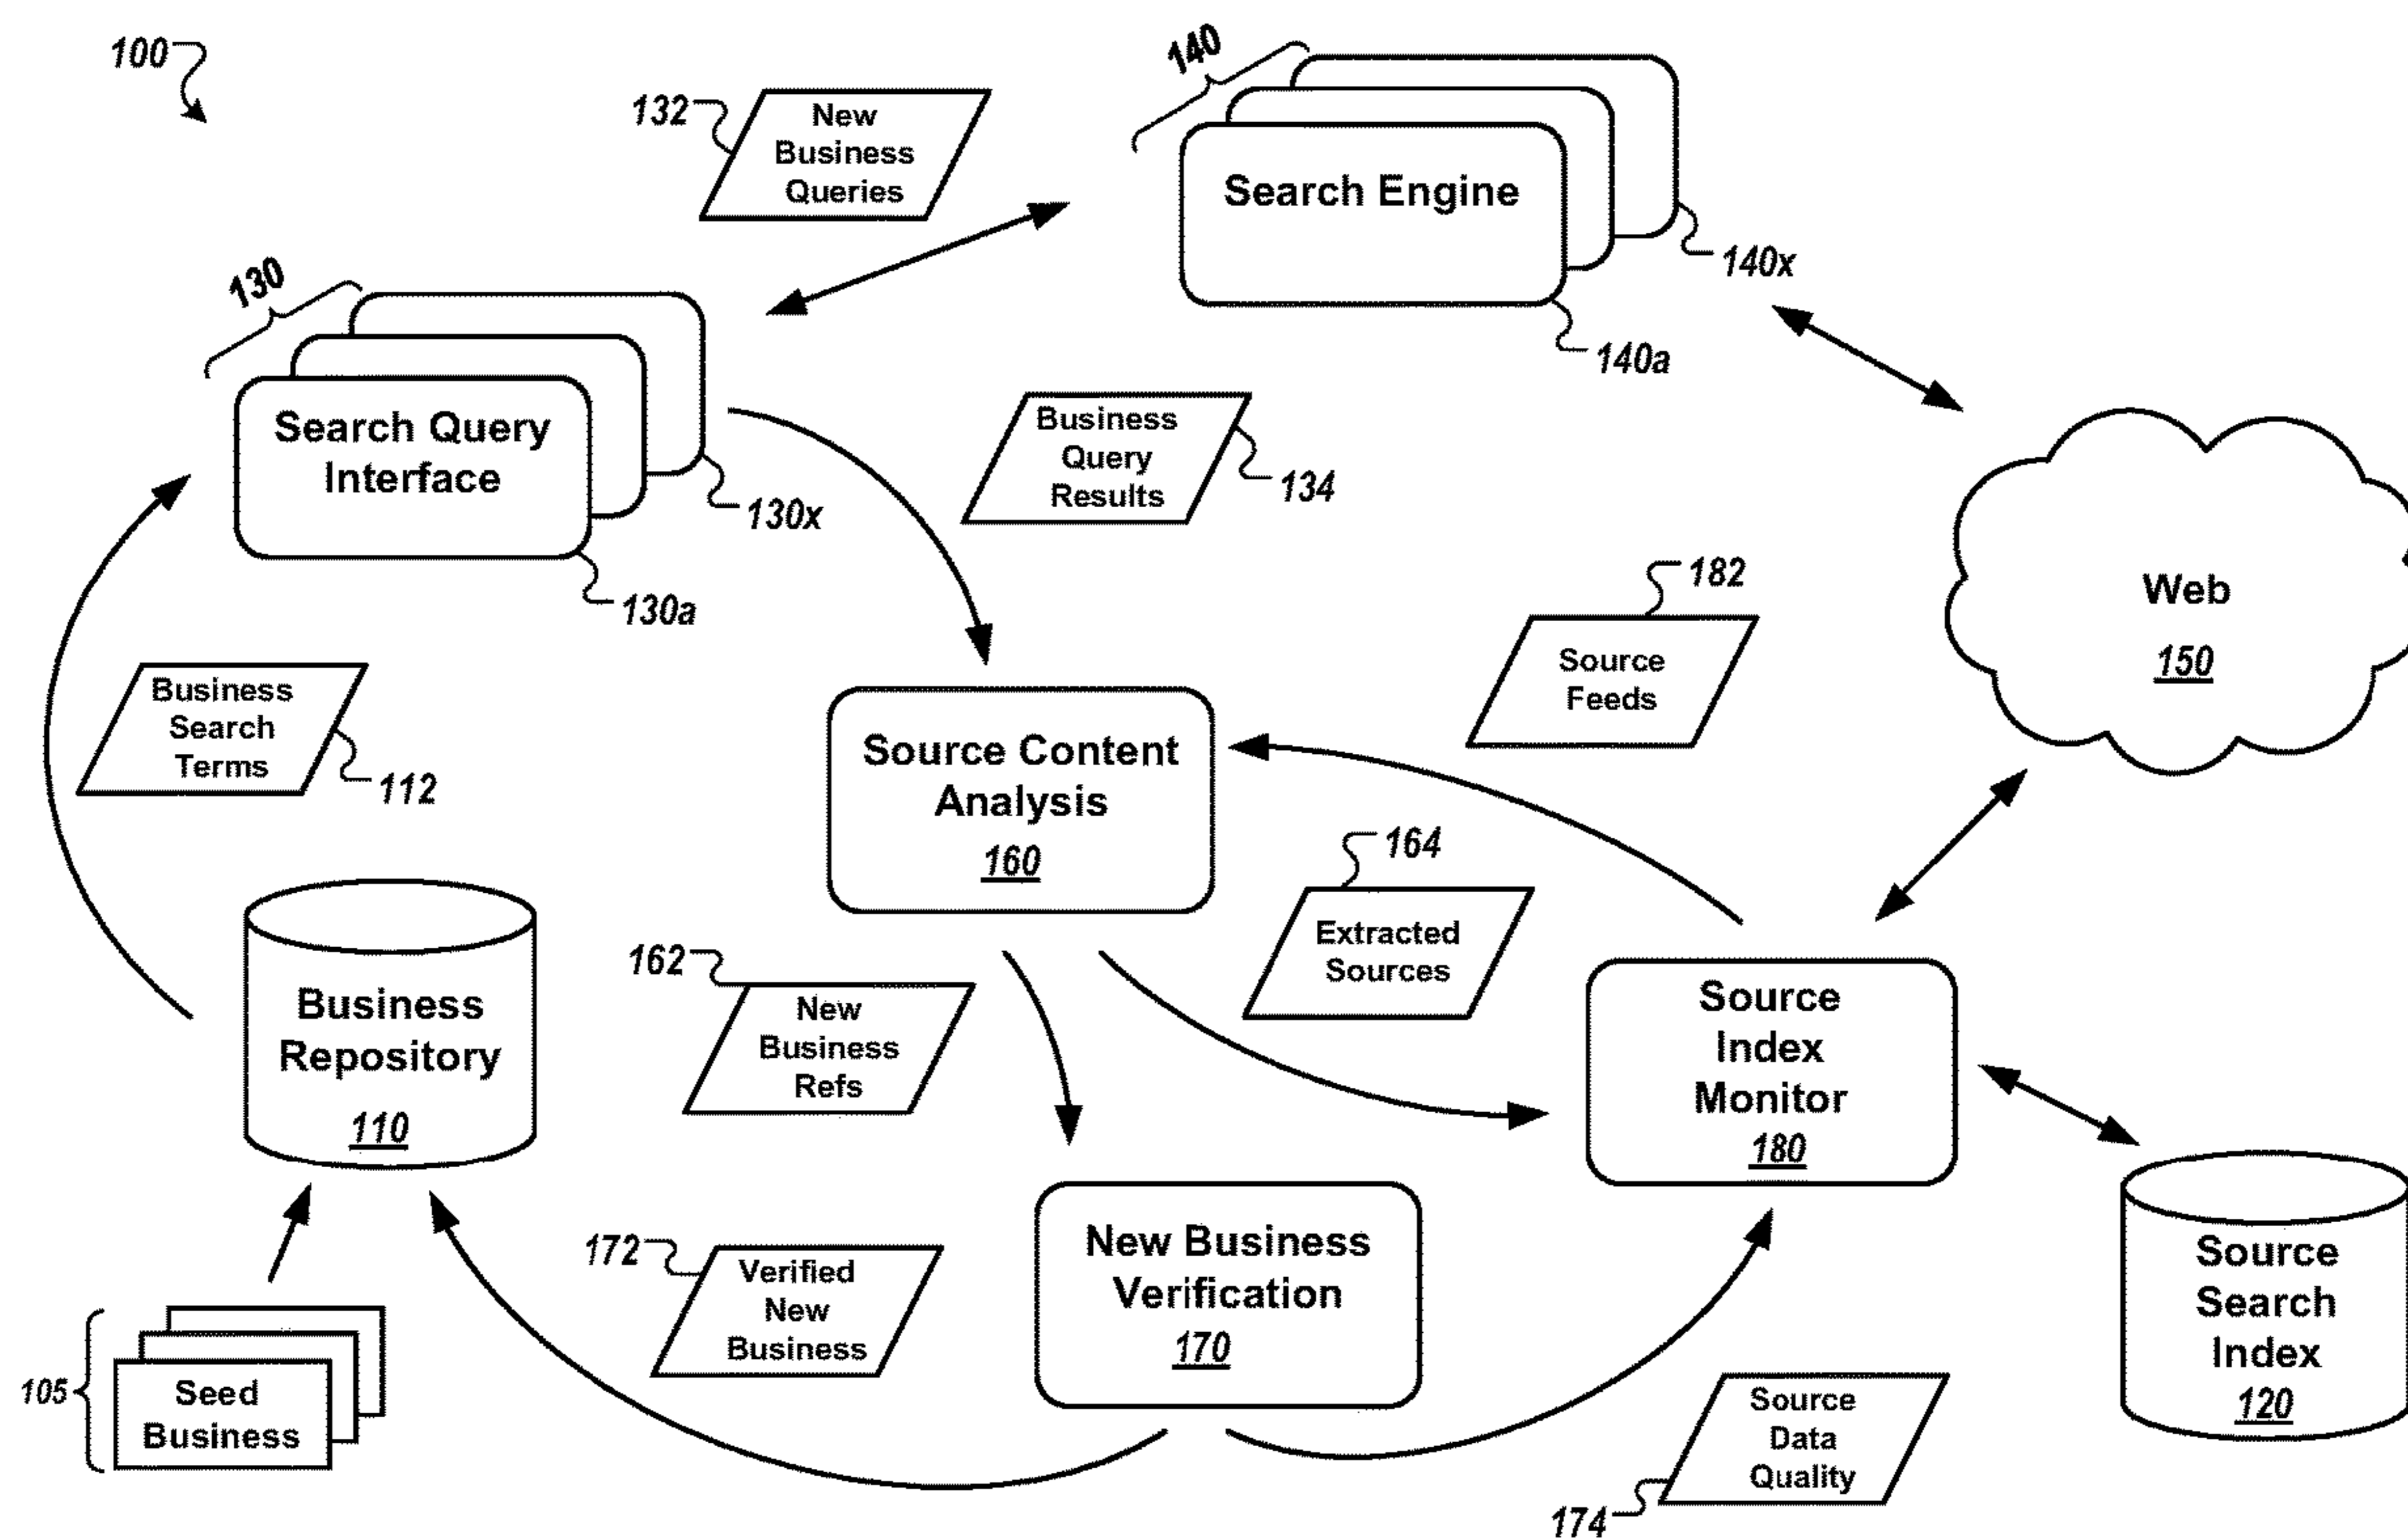 100
140
132
New
Business
Queries
Search Engine
140x
140a
130
Search Query
Interface
130x
130a
Business
Query
Results
134
182
Source
Feeds
Web
150
Business
Search
Terms
112
Source Content
Analysis
160
164
Extracted
Sources
162
New
Business
Refs
Business
Repository
110
Source
Index
Monitor
180
172
Verified
New
Business
New Business
Verification
170
Source
Search
Index
120
105
Seed
Business
Source
Data
Quality
174